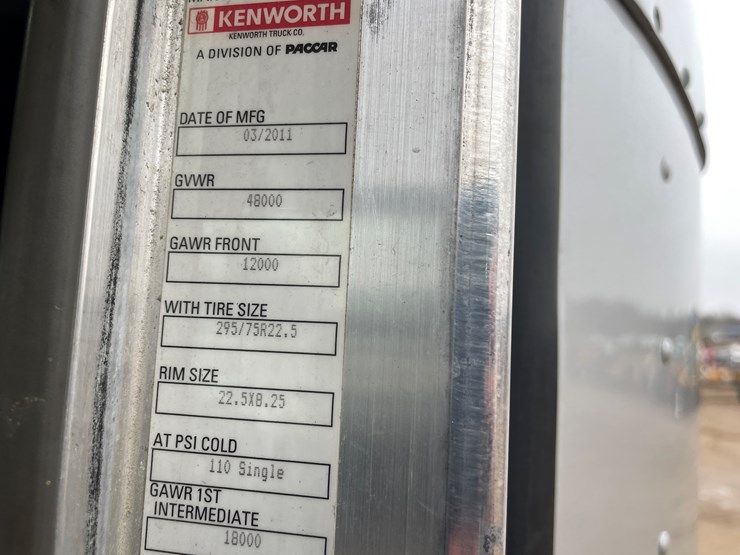 KENWORTH
KENWORTH TRUCK CO.
A DIVISION OF PACCAR
DATE OF MFG
03/2011
GVWR
48000
GAWR FRONT
12000
WITH TIRE SIZE
295/75R22.5
RIM SIZE
22.5X8.25
AT PSI COLD
110 Single
GAWR 1ST
INTERMEDIATE
18000